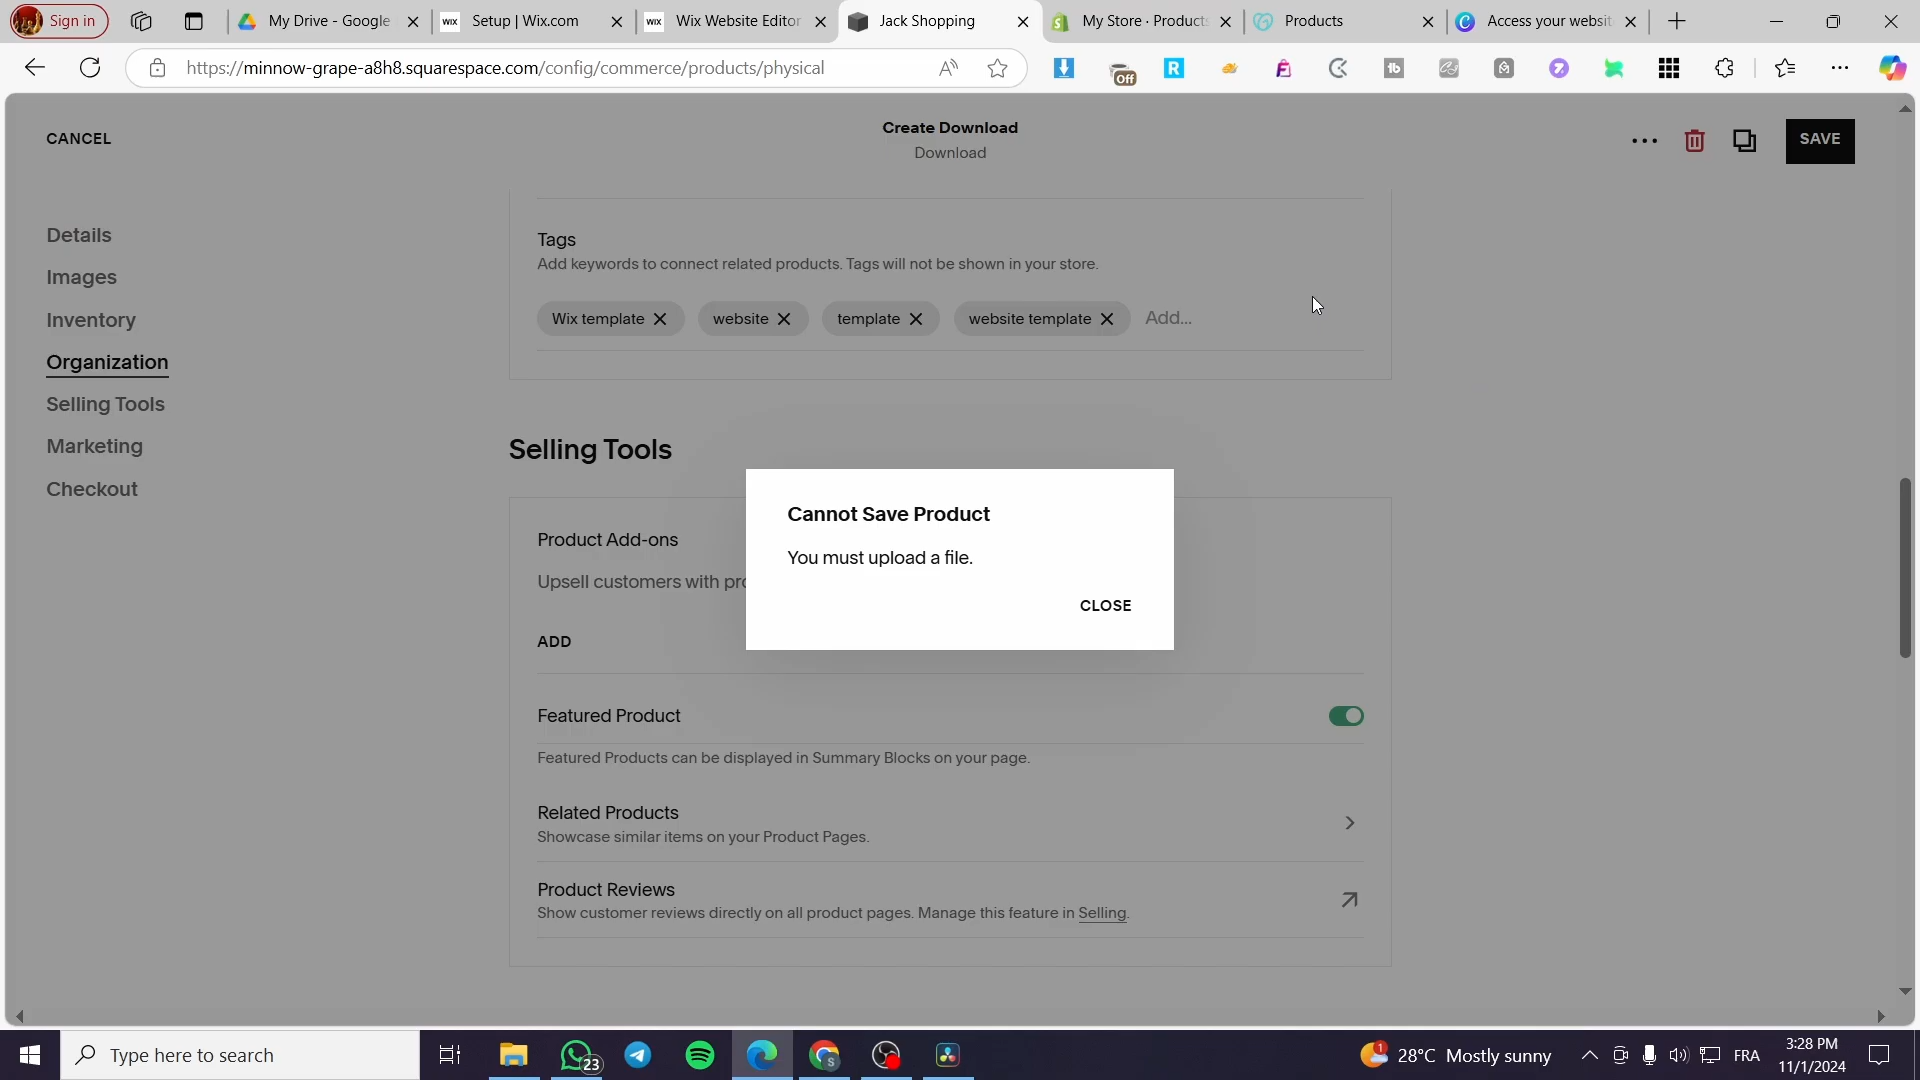 Sign in
My Drive - Google
Setup | Wix.com
Wix Website Editor
Jack Shopping
My Store · Products
Products
Access your websit
https://minnow-grape-a8h8.squarespace.com/config/commerce/products/physical
Off
CANCEL
Create Download
Download
SAVE
Details
Images
Inventory
Organization
Selling Tools
Marketing
Checkout
Tags
Add keywords to connect related products. Tags will not be shown in your store.
Wix template
website
template
website template
Add...
Selling Tools
Product Add-ons
Upsell customers with pro
ADD
Cannot Save Product
You must upload a file.
CLOSE
Featured Product
Featured Products can be displayed in Summary Blocks on your page.
Related Products
Showcase similar items on your Product Pages.
Product Reviews
Show customer reviews directly on all product pages. Manage this feature in Selling.
Type here to search
23
1
28°C Mostly sunny
FRA
3:28 PM
11/1/2024